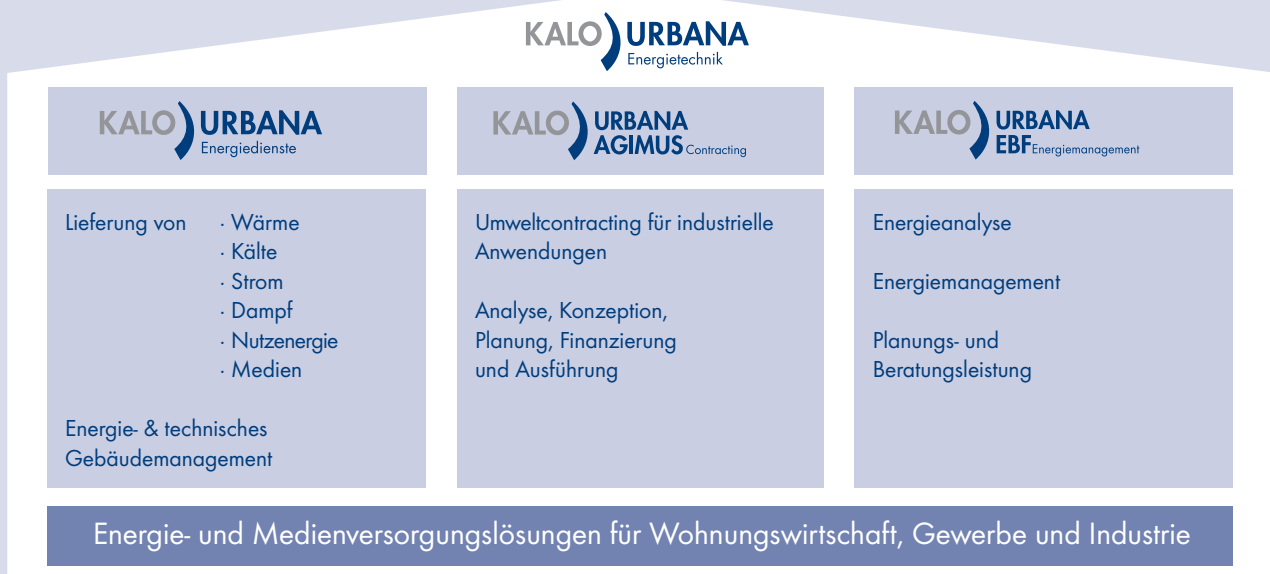 KALO URBANA
Energietechnik
KALO URBANA
Energiedienste
Lieferung von · Wärme
· Kälte
· Strom
· Dampf
· Nutzenergie
· Medien
Energie- & technisches
Gebäudemanagement
KALO URBANA
AGIMUS Contracting
Umweltcontracting für industrielle
Anwendungen
Analyse, Konzeption,
Planung, Finanzierung
und Ausführung
KALO URBANA
EBF Energiemanagement
Energieanalyse
Energiemanagement
Planungs- und
Beratungsleistung
Energie- und Medienversorgungslösungen für Wohnungswirtschaft, Gewerbe und Industrie